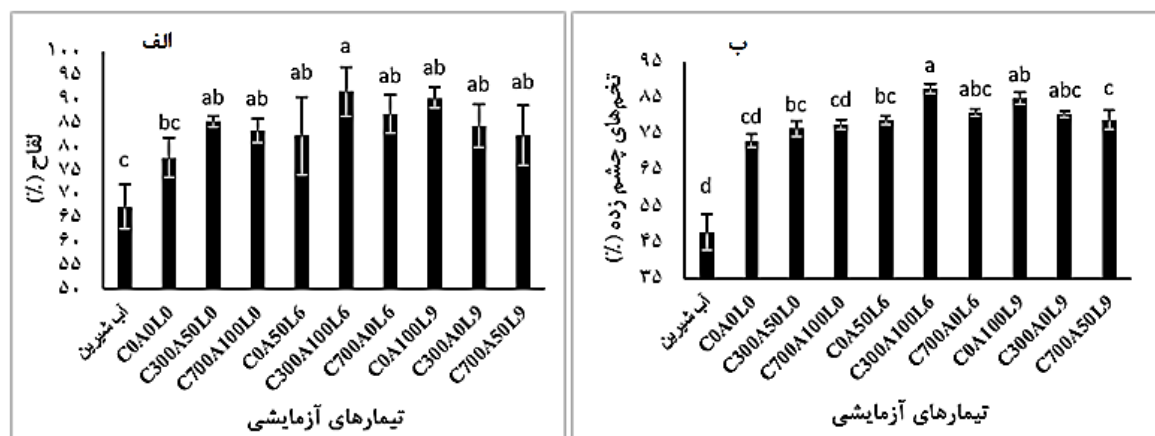 الف
لقاح (%)
۱۰۰
۹۵
۹۰
۸۵
۸۰
۷۵
۷۰
۶۵
۶۰
۵۵
۵۰
c
bc
ab
ab
ab
a
ab
ab
ab
ab
آب شیرین
C0A0L0
C300A50L0
C700A100L0
C0A50L6
C300A100L6
C700A0L6
C0A100L9
C300A0L9
C700A50L9
تیمارهای آزمایشی
ب
تخم‌های چشم زده (%)
۹۵
۸۵
۷۵
۶۵
۵۵
۴۵
۳۵
d
cd
bc
cd
bc
a
abc
ab
abc
c
آب شیرین
C0A0L0
C300A50L0
C700A100L0
C0A50L6
C300A100L6
C700A0L6
C0A100L9
C300A0L9
C700A50L9
تیمارهای آزمایشی